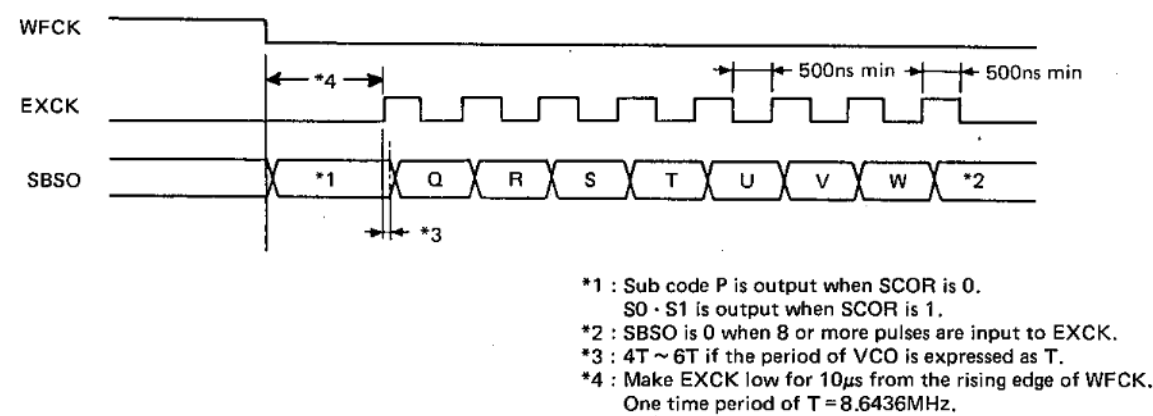 WFCK
*4
500ns min 500ns min
EXCK
SBSO *1 Q R S T U V W *2
*3
*1 : Sub code P is output when SCOR is 0.
S0 · S1 is output when SCOR is 1.
*2 : SBSO is 0 when 8 or more pulses are input to EXCK.
*3 : 4T ~ 6T if the period of VCO is expressed as T.
*4 : Make EXCK low for 10μs from the rising edge of WFCK.
One time period of T = 8.6436MHz.